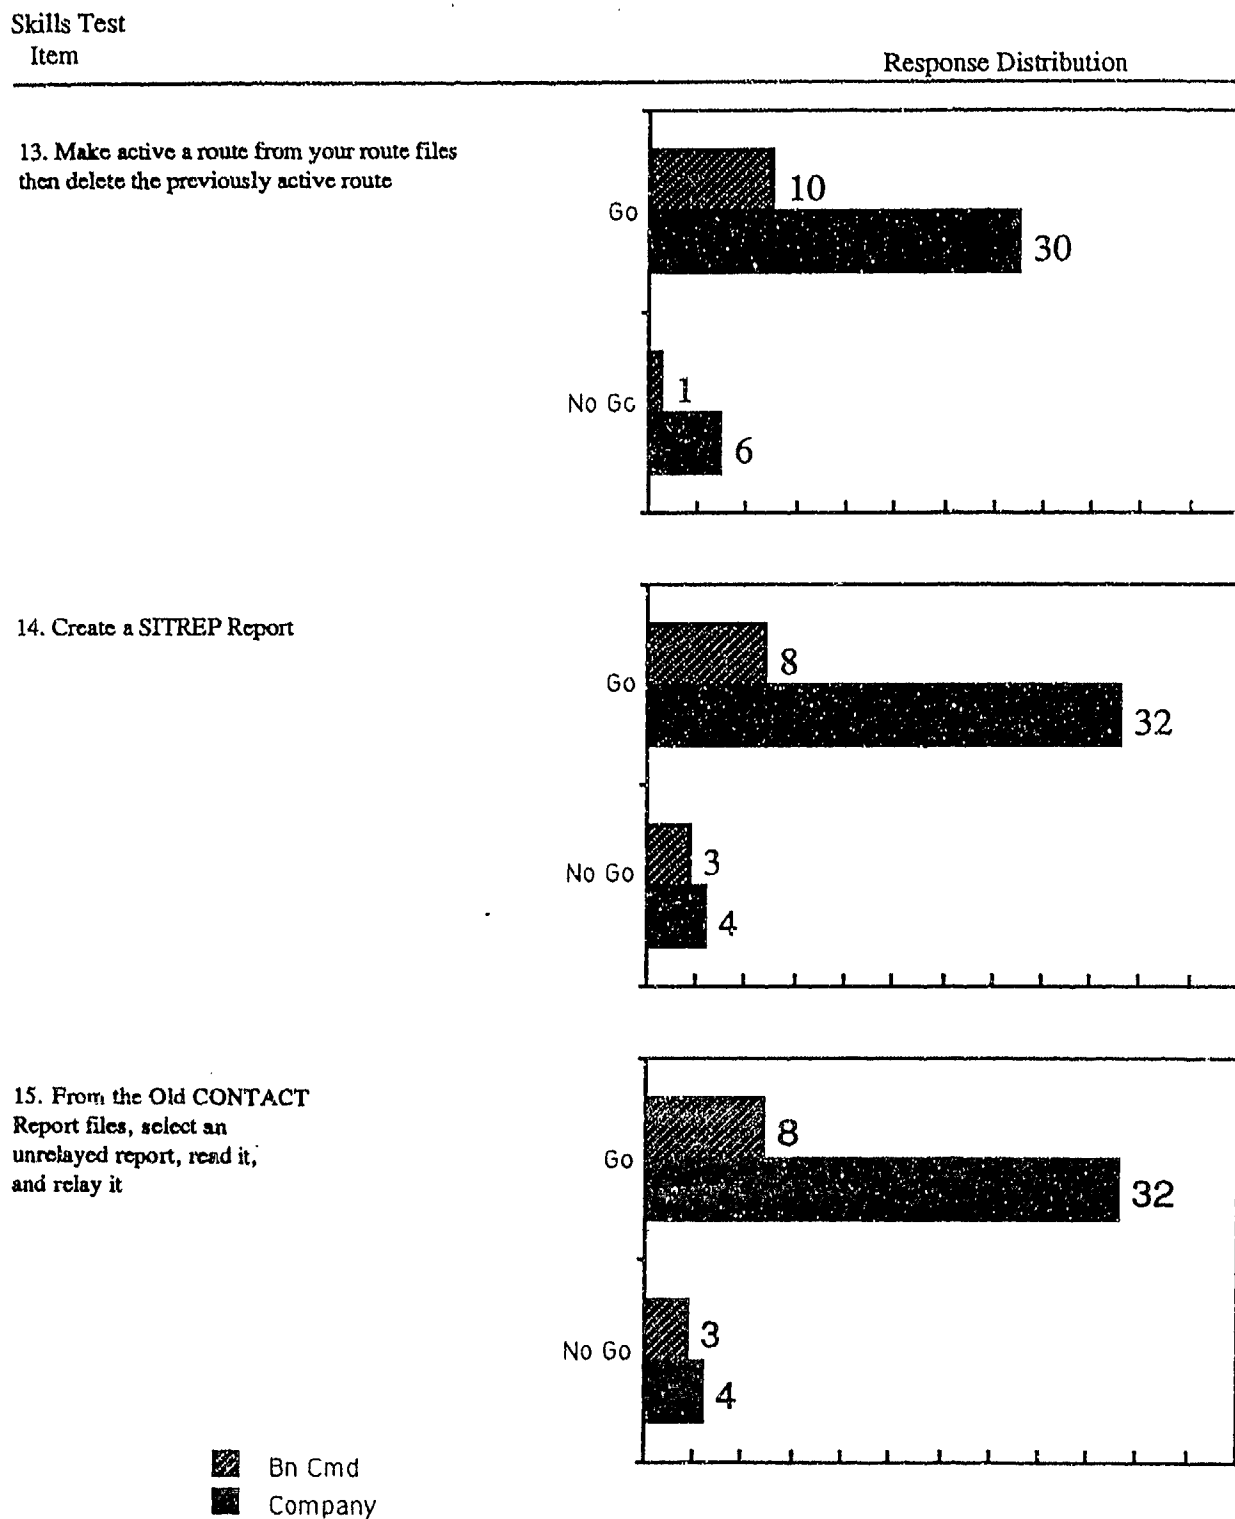 Skills Test
Item
Response Distribution
13. Make active a route from your route files
then delete the previously active route
Go
10
30
No Go
1
6
14. Create a SITREP Report
Go
8
32
No Go
3
4
15. From the Old CONTACT
Report files, select an
unrelayed report, read it,
and relay it
Go
8
32
No Go
3
4
Bn Cmd
Company